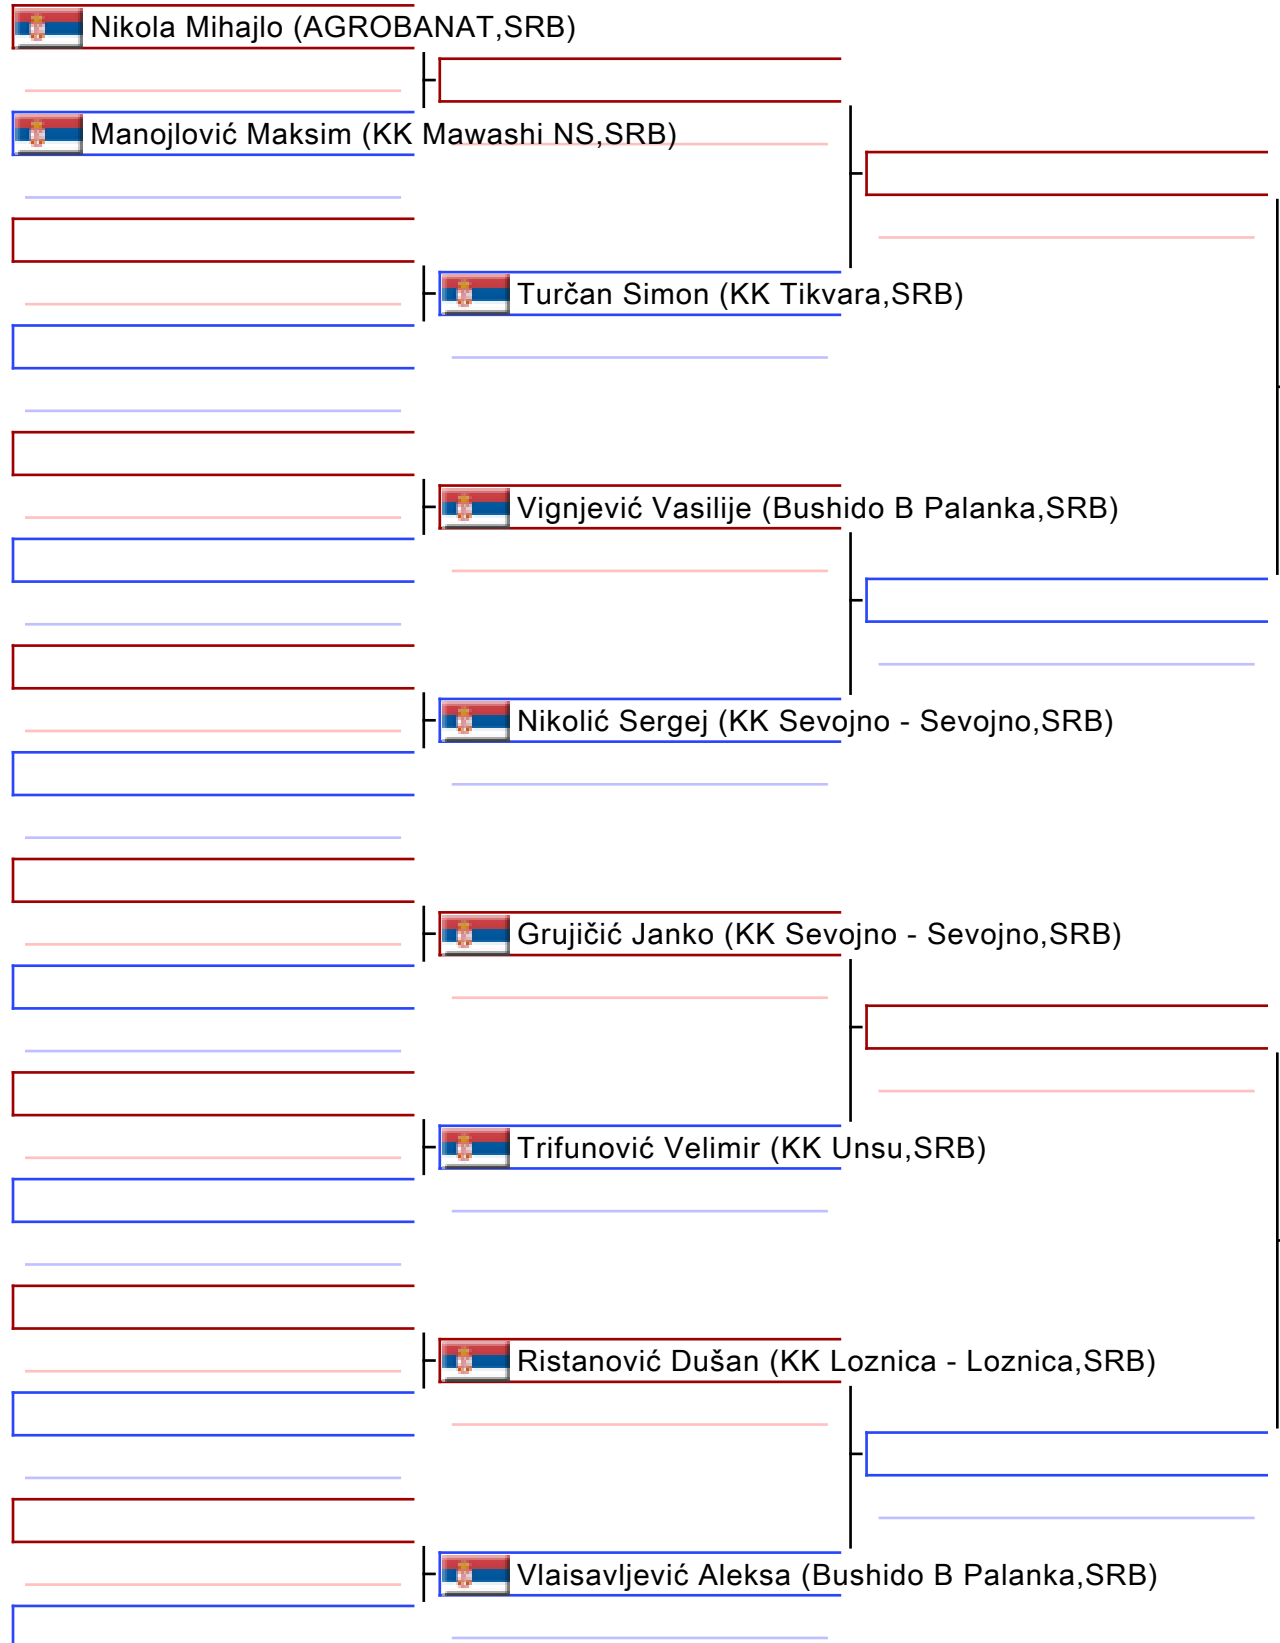 Nikola Mihajlo (AGROBANAT,SRB)
Manojlović Maksim (KK Mawashi NS,SRB)
Turčan Simon (KK Tikvara,SRB)
Vignjević Vasilije (Bushido B Palanka,SRB)
Nikolić Sergej (KK Sevojno - Sevojno,SRB)
Grujičić Janko (KK Sevojno - Sevojno,SRB)
Trifunović Velimir (KK Unsu,SRB)
Ristanović Dušan (KK Loznica - Loznica,SRB)
Vlaisavljević Aleksa (Bushido B Palanka,SRB)